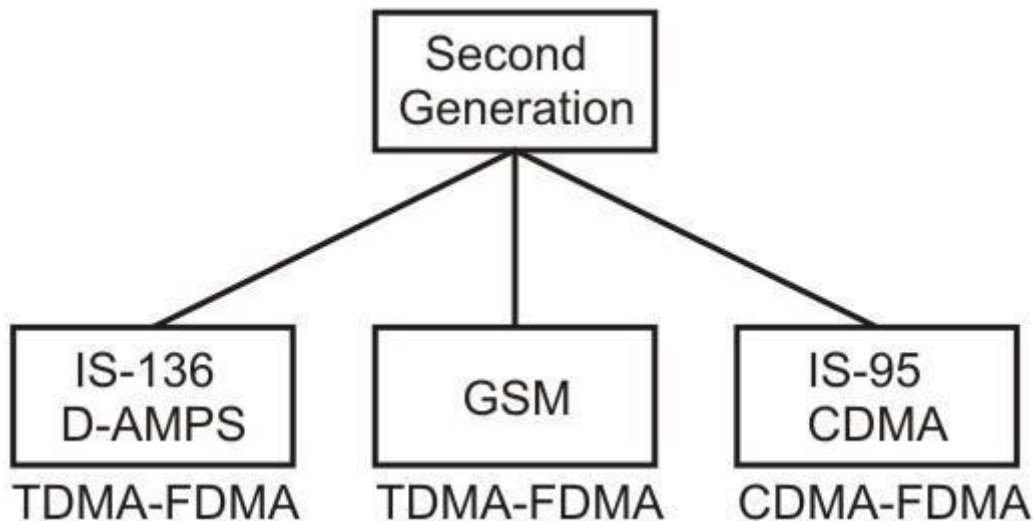 Second
Generation
IS-136
D-AMPS
GSM
IS-95
CDMA
TDMA-FDMA
TDMA-FDMA
CDMA-FDMA